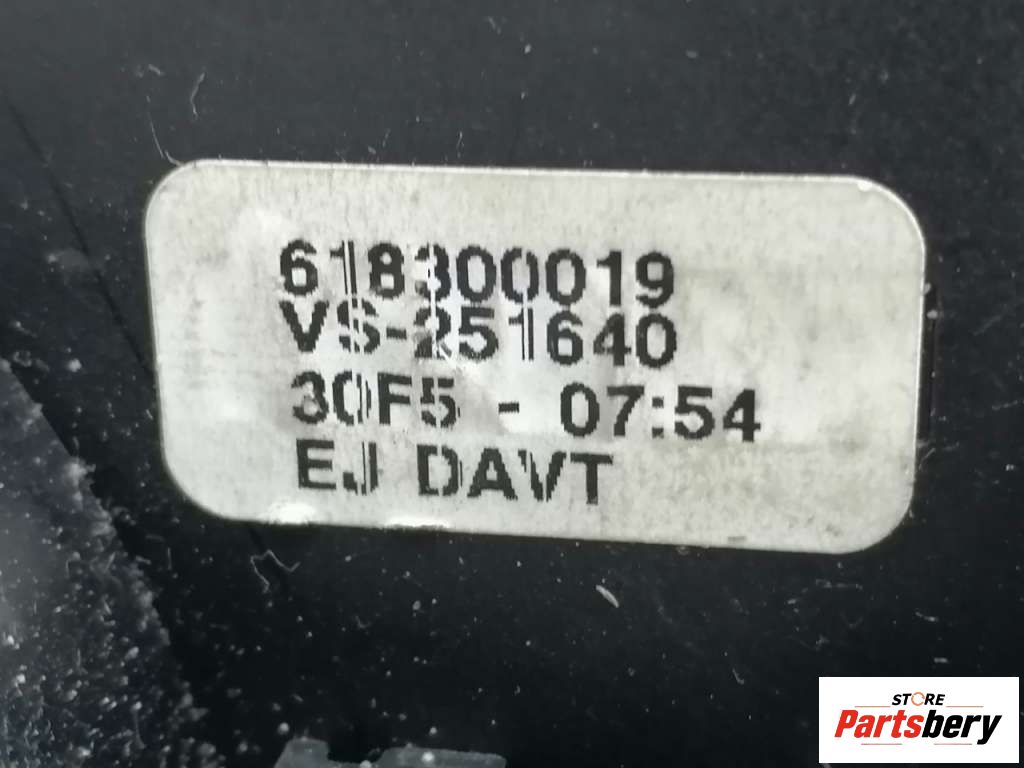 618300019
VS-251640
30F5 - 07:54
EJ DAVT
STORE
Partsbery